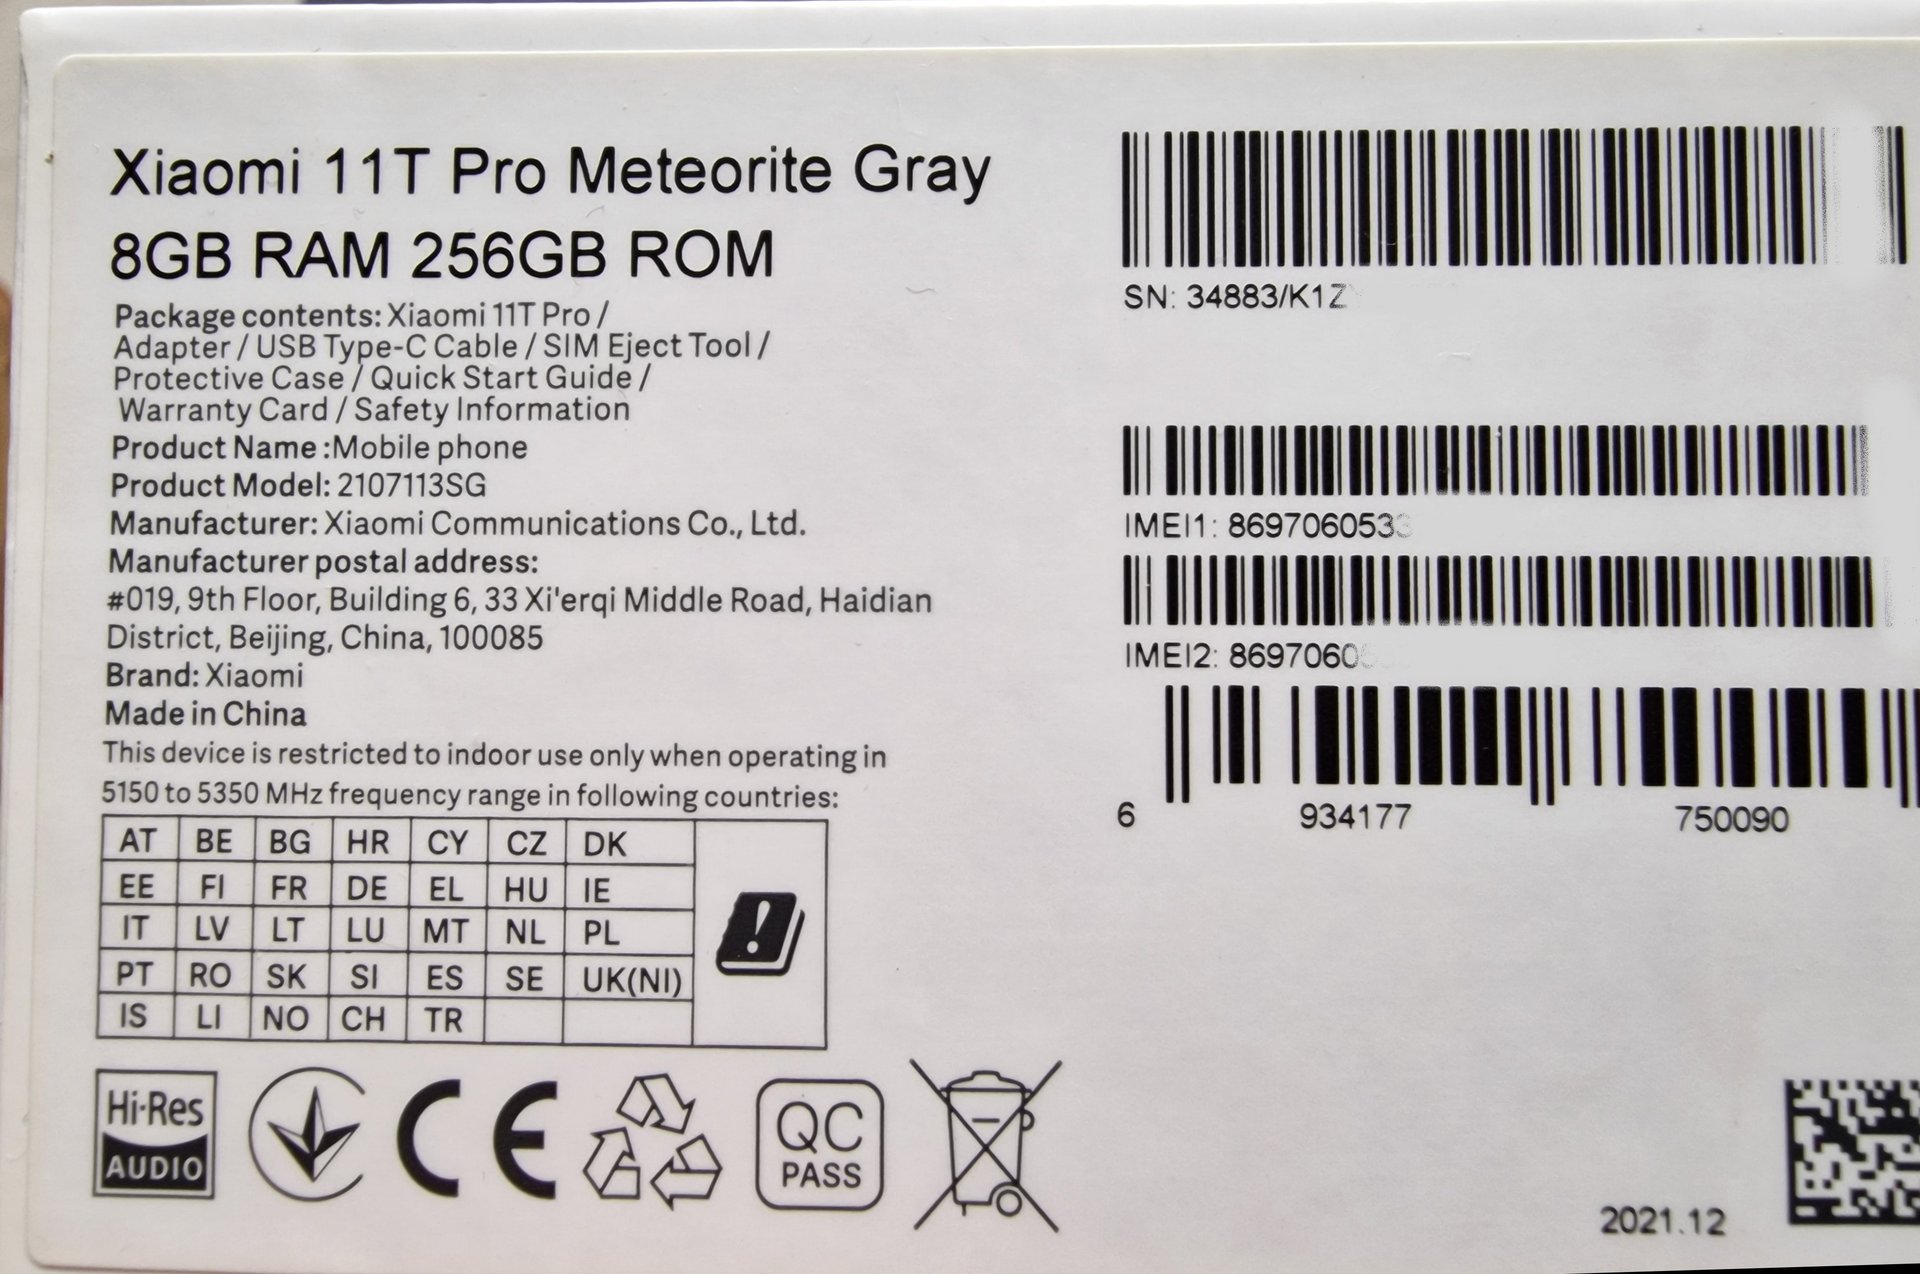 Xiaomi 11T Pro Meteorite Gray
8GB RAM 256GB ROM
Package contents: Xiaomi 11T Pro /
Adapter / USB Type-C Cable / SIM Eject Tool /
Protective Case / Quick Start Guide /
Warranty Card / Safety Information
Product Name :Mobile phone
Product Model: 2107113SG
Manufacturer: Xiaomi Communications Co., Ltd.
Manufacturer postal address:
#019, 9th Floor, Building 6, 33 Xi'erqi Middle Road, Haidian
District, Beijing, China, 100085
Brand: Xiaomi
Made in China
This device is restricted to indoor use only when operating in
5150 to 5350 MHz frequency range in following countries:
AT BE BG HR CY CZ DK
EE FI FR DE EL HU IE
IT LV LT LU MT NL PL
PT RO SK SI ES SE UK(NI)
IS LI NO CH TR
Hi-Res
AUDIO
CE
QC
PASS
SN: 34883/K1Z
IMEI1: 869706053
IMEI2: 8697060
6 934177 750090
2021.12